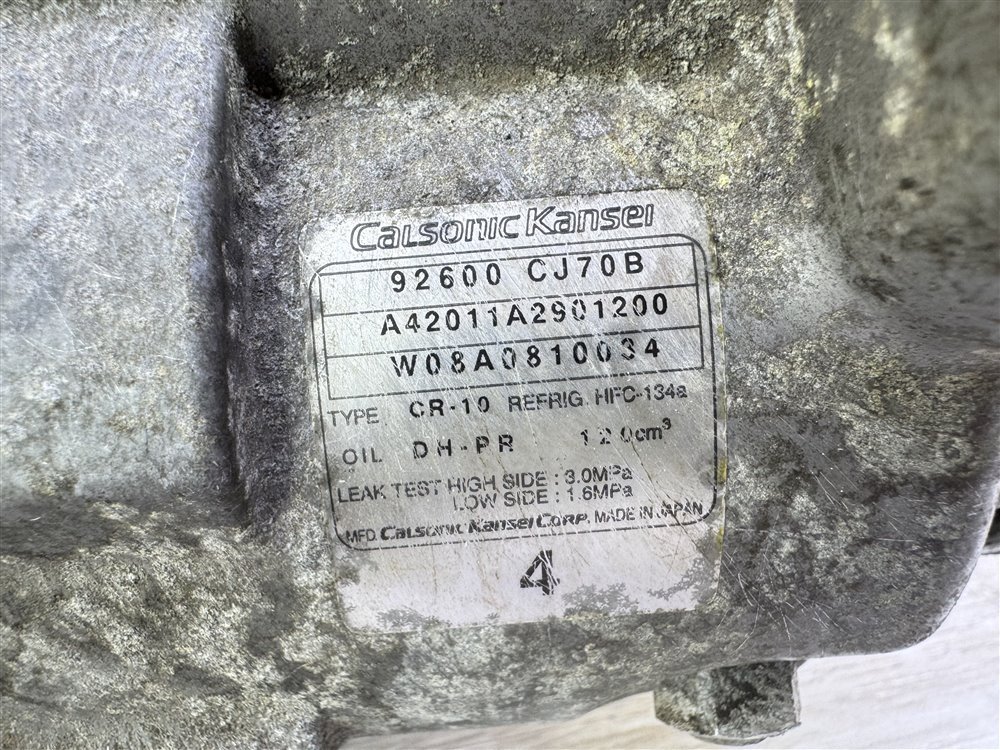 Calsonic Kansei
92600 CJ70B
A42011A2901200
W08A0810034
TYPE CR-10 REFRIG. HFC-134a
OIL DH-PR 120cm³
LEAK TEST HIGH SIDE : 3.0MPa
LOW SIDE : 1.6MPa
MFD. Calsonic Kansei Corp. MADE IN JAPAN
4